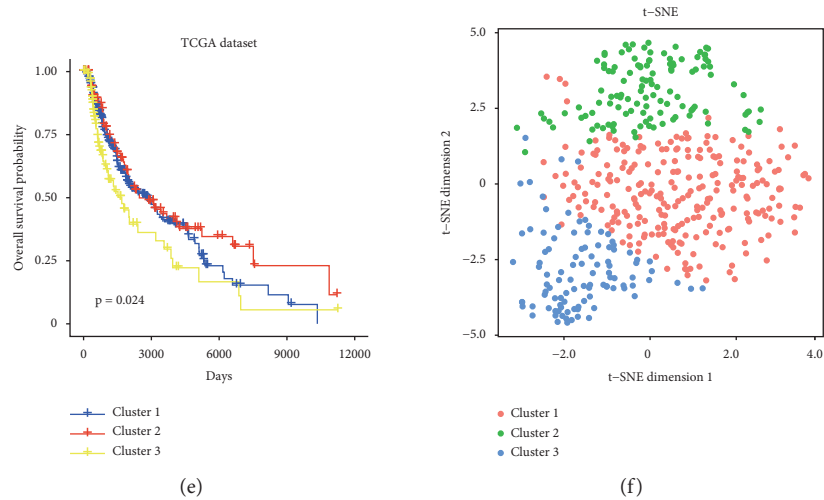 TCGA dataset
1.00
0.75
0.50
0.25
0
Overall survival probability
p = 0.024
0
3000
6000
9000
12000
Days
Cluster 1
Cluster 2
Cluster 3
(e)
t−SNE
5.0
2.5
0
−2.5
−5.0
t−SNE dimension 2
−2.0
0
2.0
4.0
t−SNE dimension 1
Cluster 1
Cluster 2
Cluster 3
(f)